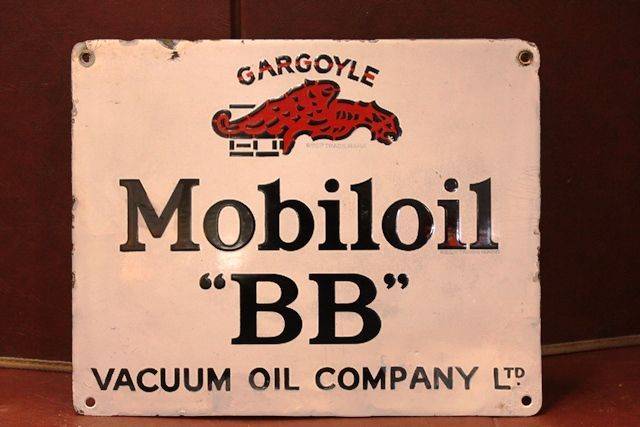 GARGOYLE
Mobiloil
“BB”
VACUUM OIL COMPANY LTD